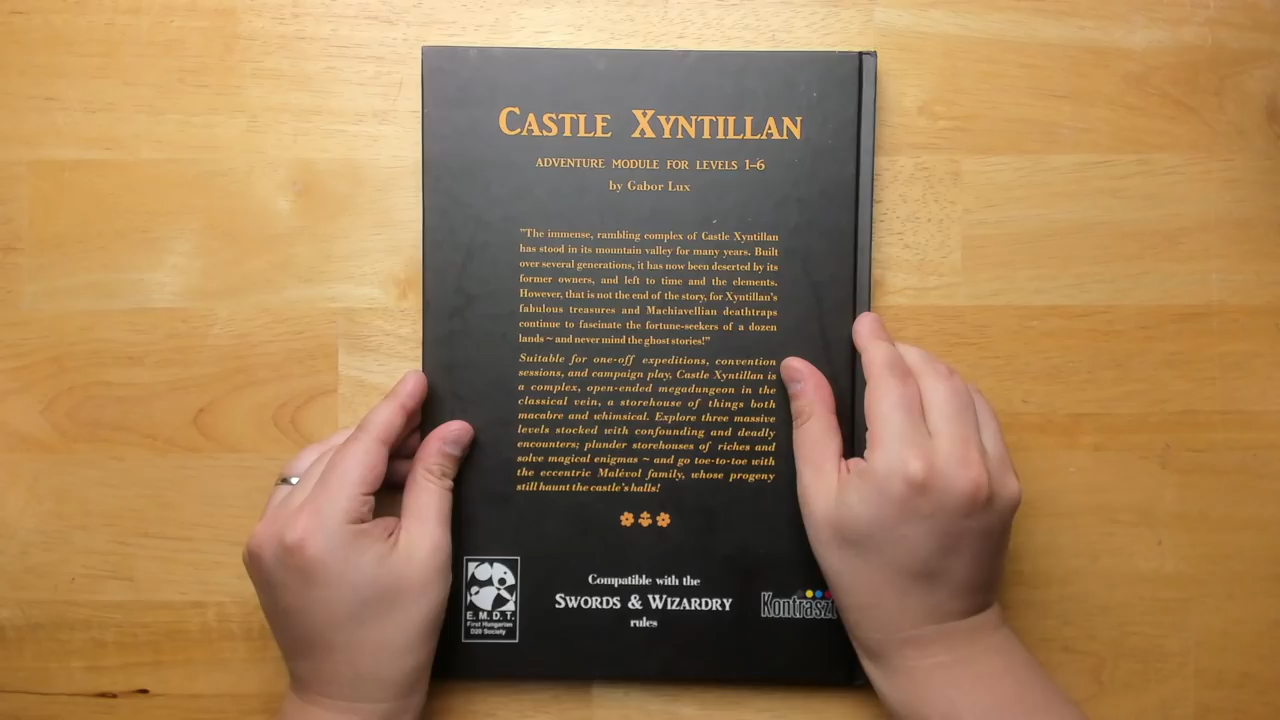 CASTLE XYNTILLAN
ADVENTURE MODULE FOR LEVELS 1–6
by Gabor Lux
"The immense, rambling complex of Castle Xyntillan
has stood in its mountain valley for many years. Built
over several generations, it has now been deserted by its
former owners, and left to time and the elements.
However, that is not the end of the story, for Xyntillan's
fabulous treasures and Machiavellian deathtraps
continue to fascinate the fortune-seekers of a dozen
lands ~ and never mind the ghost stories!"
Suitable for one-off expeditions, convention
sessions, and campaign play, Castle Xyntillan is
a complex, open-ended megadungeon in the
classical vein, a storehouse of things both
macabre and whimsical. Explore three massive
levels stocked with confounding and deadly
encounters; plunder storehouses of riches and
solve magical enigmas ~ and go toe-to-toe with
the eccentric Malévol family, whose progeny
still haunt the castle's halls!
E. M. D. T.
First Hungarian
D20 Society
Compatible with the
SWORDS & WIZARDRY
rules
Kontraszt